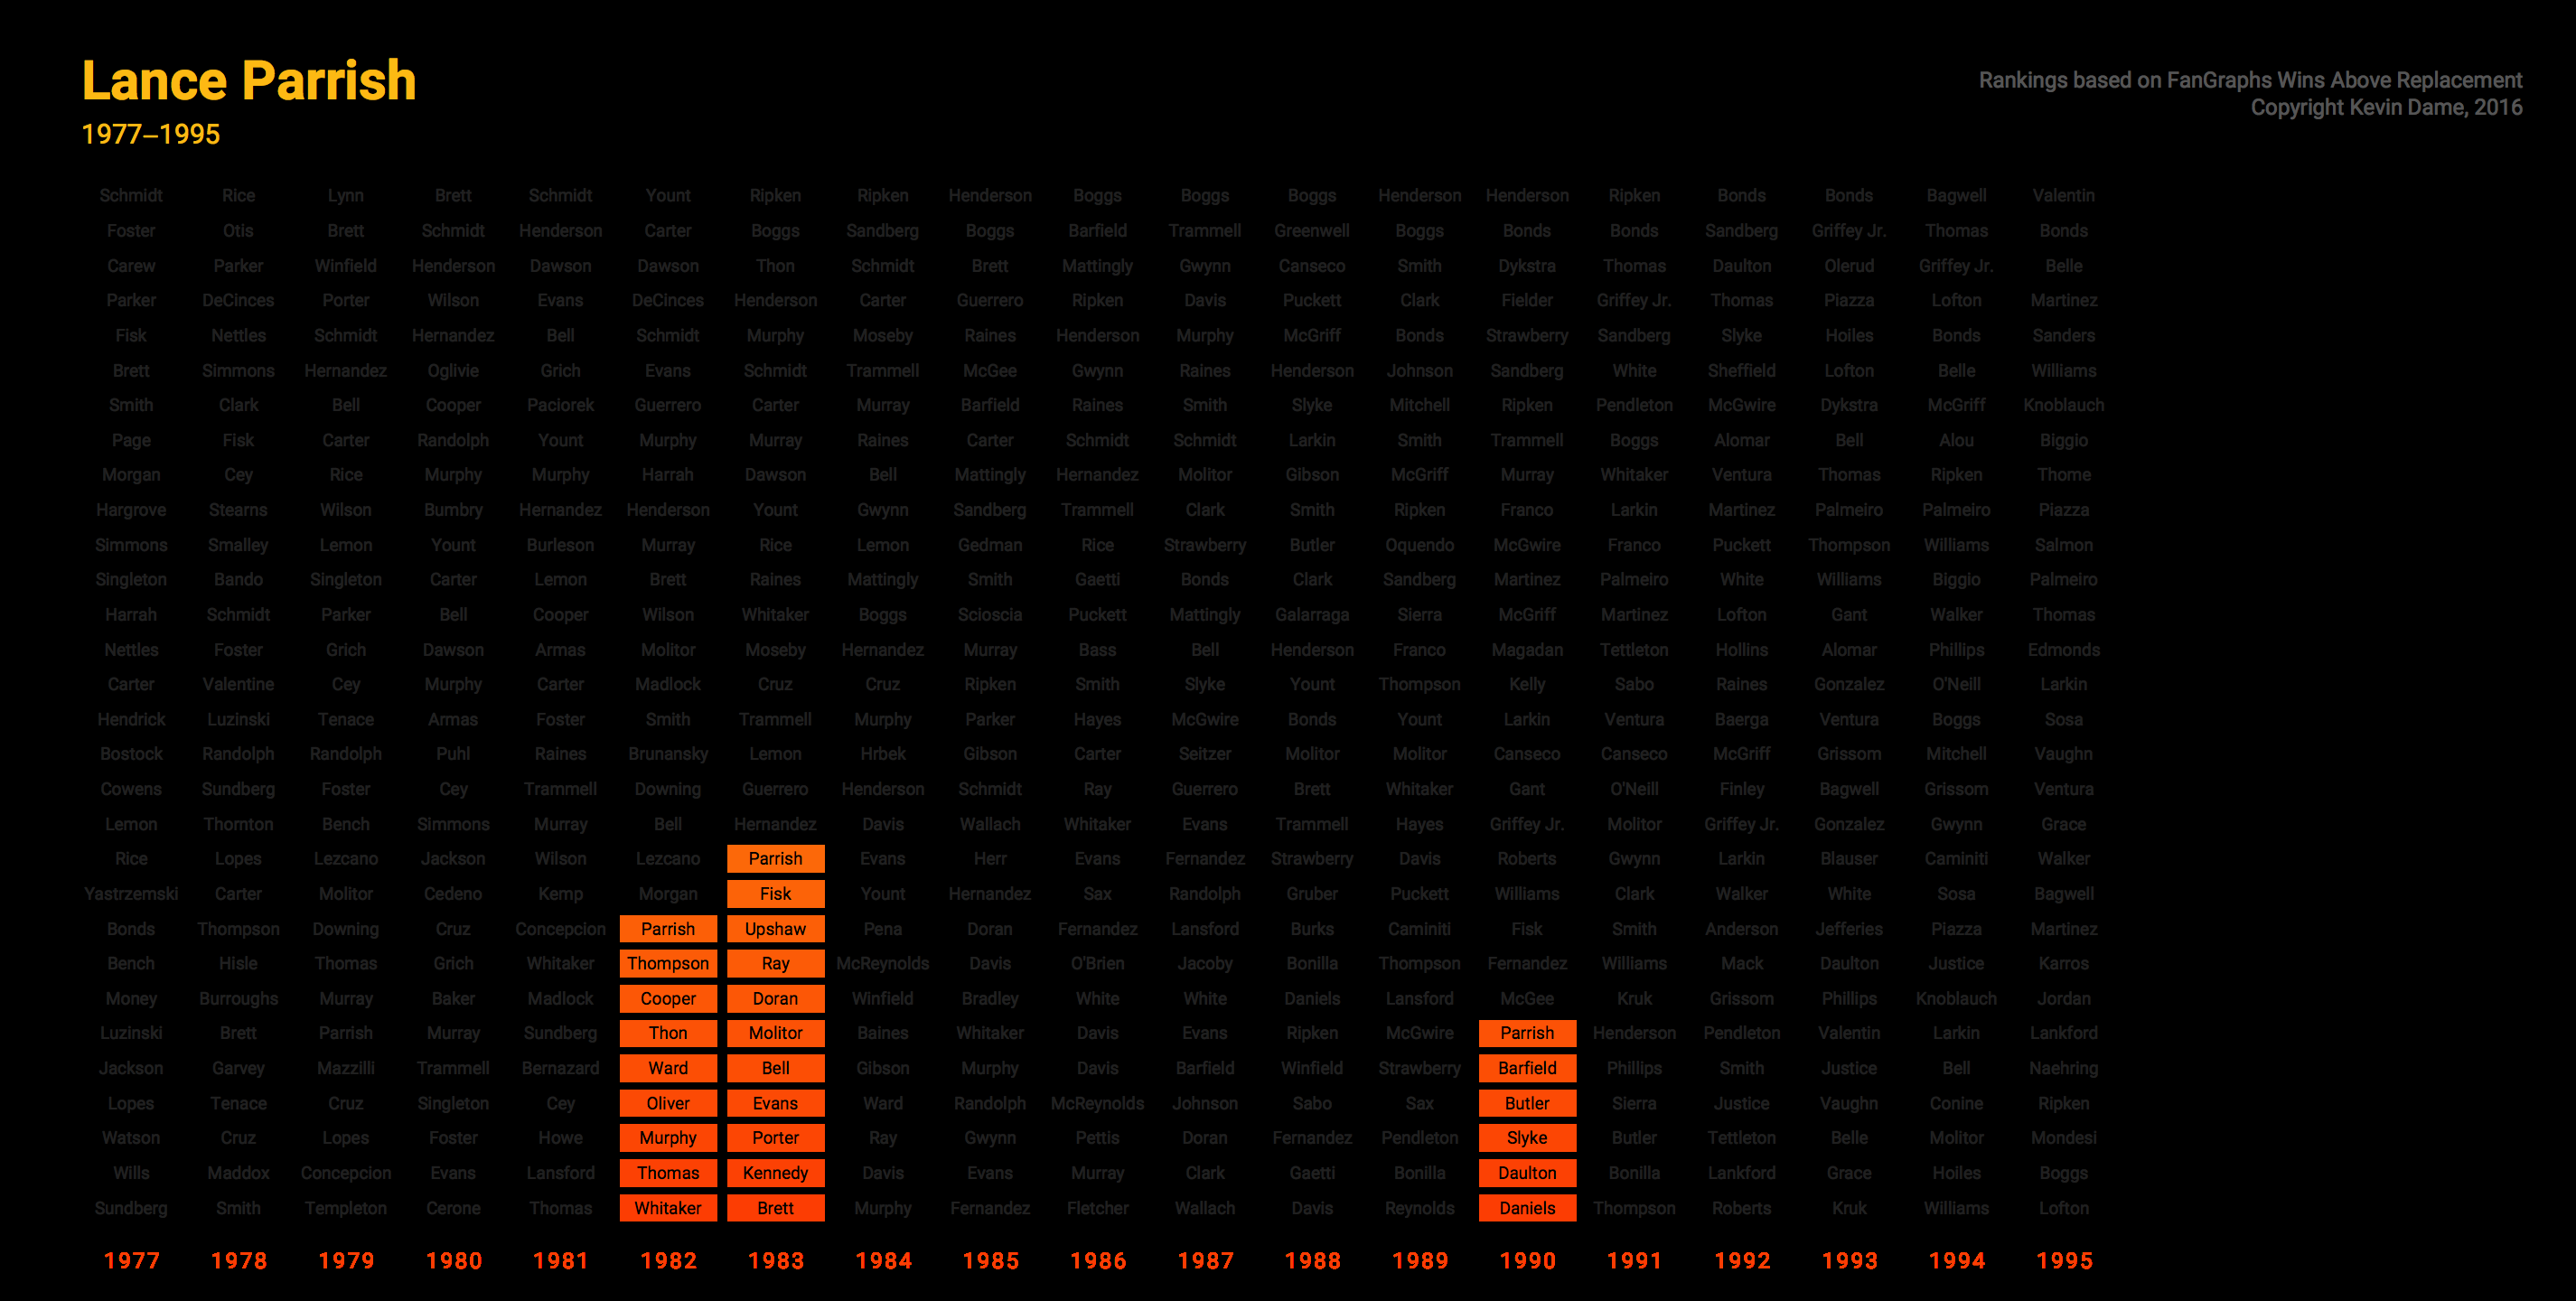 Lance Parrish
1977–1995
Rankings based on FanGraphs Wins Above Replacement
Copyright Kevin Dame, 2016
Schmidt Rice Lynn Brett Schmidt Yount Ripken Ripken Henderson Boggs Boggs Boggs Henderson Henderson Ripken Bonds Bonds Bagwell Valentin
Foster Otis Brett Schmidt Henderson Carter Boggs Sandberg Boggs Barfield Trammell Greenwell Boggs Bonds Bonds Sandberg Griffey Jr. Thomas Bonds
Carew Parker Winfield Henderson Dawson Dawson Thon Schmidt Brett Mattingly Gwynn Canseco Smith Dykstra Thomas Daulton Olerud Griffey Jr. Belle
Parker DeCinces Porter Wilson Evans DeCinces Henderson Carter Guerrero Ripken Davis Puckett Clark Fielder Griffey Jr. Thomas Piazza Lofton Martinez
Fisk Nettles Schmidt Hernandez Bell Schmidt Murphy Moseby Raines Henderson Murphy McGriff Bonds Strawberry Sandberg Slyke Hoiles Bonds Sanders
Brett Simmons Hernandez Oglivie Grich Evans Schmidt Trammell McGee Gwynn Raines Henderson Johnson Sandberg White Sheffield Lofton Belle Williams
Smith Clark Bell Cooper Paciorek Guerrero Carter Murray Barfield Raines Smith Slyke Mitchell Ripken Pendleton McGwire Dykstra McGriff Knoblauch
Page Fisk Carter Randolph Yount Murphy Murray Raines Carter Schmidt Schmidt Larkin Smith Trammell Boggs Alomar Bell Alou Biggio
Morgan Cey Rice Murphy Murphy Harrah Dawson Bell Mattingly Hernandez Molitor Gibson McGriff Murray Whitaker Ventura Thomas Ripken Thome
Hargrove Stearns Wilson Bumbry Hernandez Henderson Yount Gwynn Sandberg Trammell Clark Smith Ripken Franco Larkin Martinez Palmeiro Palmeiro Piazza
Simmons Smalley Lemon Yount Burleson Murray Rice Lemon Gedman Rice Strawberry Butler Oquendo McGwire Franco Puckett Thompson Williams Salmon
Singleton Bando Singleton Carter Lemon Brett Raines Mattingly Smith Gaetti Bonds Clark Sandberg Martinez Palmeiro White Williams Biggio Palmeiro
Harrah Schmidt Parker Bell Cooper Wilson Whitaker Boggs Scioscia Puckett Mattingly Galarraga Sierra McGriff Martinez Lofton Gant Walker Thomas
Nettles Foster Grich Dawson Armas Molitor Moseby Hernandez Murray Bass Bell Henderson Franco Magadan Tettleton Hollins Alomar Phillips Edmonds
Carter Valentine Cey Murphy Carter Madlock Cruz Cruz Ripken Smith Slyke Yount Thompson Kelly Sabo Raines Gonzalez O'Neill Larkin
Hendrick Luzinski Tenace Armas Foster Smith Trammell Murphy Parker Hayes McGwire Bonds Yount Larkin Ventura Baerga Ventura Boggs Sosa
Bostock Randolph Randolph Puhl Raines Brunansky Lemon Hrbek Gibson Carter Seitzer Molitor Molitor Canseco Canseco McGriff Grissom Mitchell Vaughn
Cowens Sundberg Foster Cey Trammell Downing Guerrero Henderson Schmidt Ray Guerrero Brett Whitaker Gant O'Neill Finley Bagwell Grissom Ventura
Lemon Thornton Bench Simmons Murray Bell Hernandez Davis Wallach Whitaker Evans Trammell Hayes Griffey Jr. Molitor Griffey Jr. Gonzalez Gwynn Grace
Rice Lopes Lezcano Jackson Wilson Lezcano Parrish Evans Herr Evans Fernandez Strawberry Davis Roberts Gwynn Larkin Blauser Caminiti Walker
Yastrzemski Carter Molitor Cedeno Kemp Morgan Fisk Yount Hernandez Sax Randolph Gruber Puckett Williams Clark Walker White Sosa Bagwell
Bonds Thompson Downing Cruz Concepcion Parrish Upshaw Pena Doran Fernandez Lansford Burks Caminiti Fisk Smith Anderson Jefferies Piazza Martinez
Bench Hisle Thomas Grich Whitaker Thompson Ray McReynolds Davis O'Brien Jacoby Bonilla Thompson Fernandez Williams Mack Daulton Justice Karros
Money Burroughs Murray Baker Madlock Cooper Doran Winfield Bradley White White Daniels Lansford McGee Kruk Grissom Phillips Knoblauch Jordan
Luzinski Brett Parrish Murray Sundberg Thon Molitor Baines Whitaker Davis Evans Ripken McGwire Parrish Henderson Pendleton Valentin Larkin Lankford
Jackson Garvey Mazzilli Trammell Bernazard Ward Bell Gibson Murphy Davis Barfield Winfield Strawberry Barfield Phillips Smith Justice Bell Naehring
Lopes Tenace Cruz Singleton Cey Oliver Evans Ward Randolph McReynolds Johnson Sabo Sax Butler Sierra Justice Vaughn Conine Ripken
Watson Cruz Lopes Foster Howe Murphy Porter Ray Gwynn Pettis Doran Fernandez Pendleton Slyke Butler Tettleton Belle Molitor Mondesi
Wills Maddox Concepcion Evans Lansford Thomas Kennedy Davis Evans Murray Clark Gaetti Bonilla Daulton Bonilla Lankford Grace Hoiles Boggs
Sundberg Smith Templeton Cerone Thomas Whitaker Brett Murphy Fernandez Fletcher Wallach Davis Reynolds Daniels Thompson Roberts Kruk Williams Lofton
1977 1978 1979 1980 1981 1982 1983 1984 1985 1986 1987 1988 1989 1990 1991 1992 1993 1994 1995